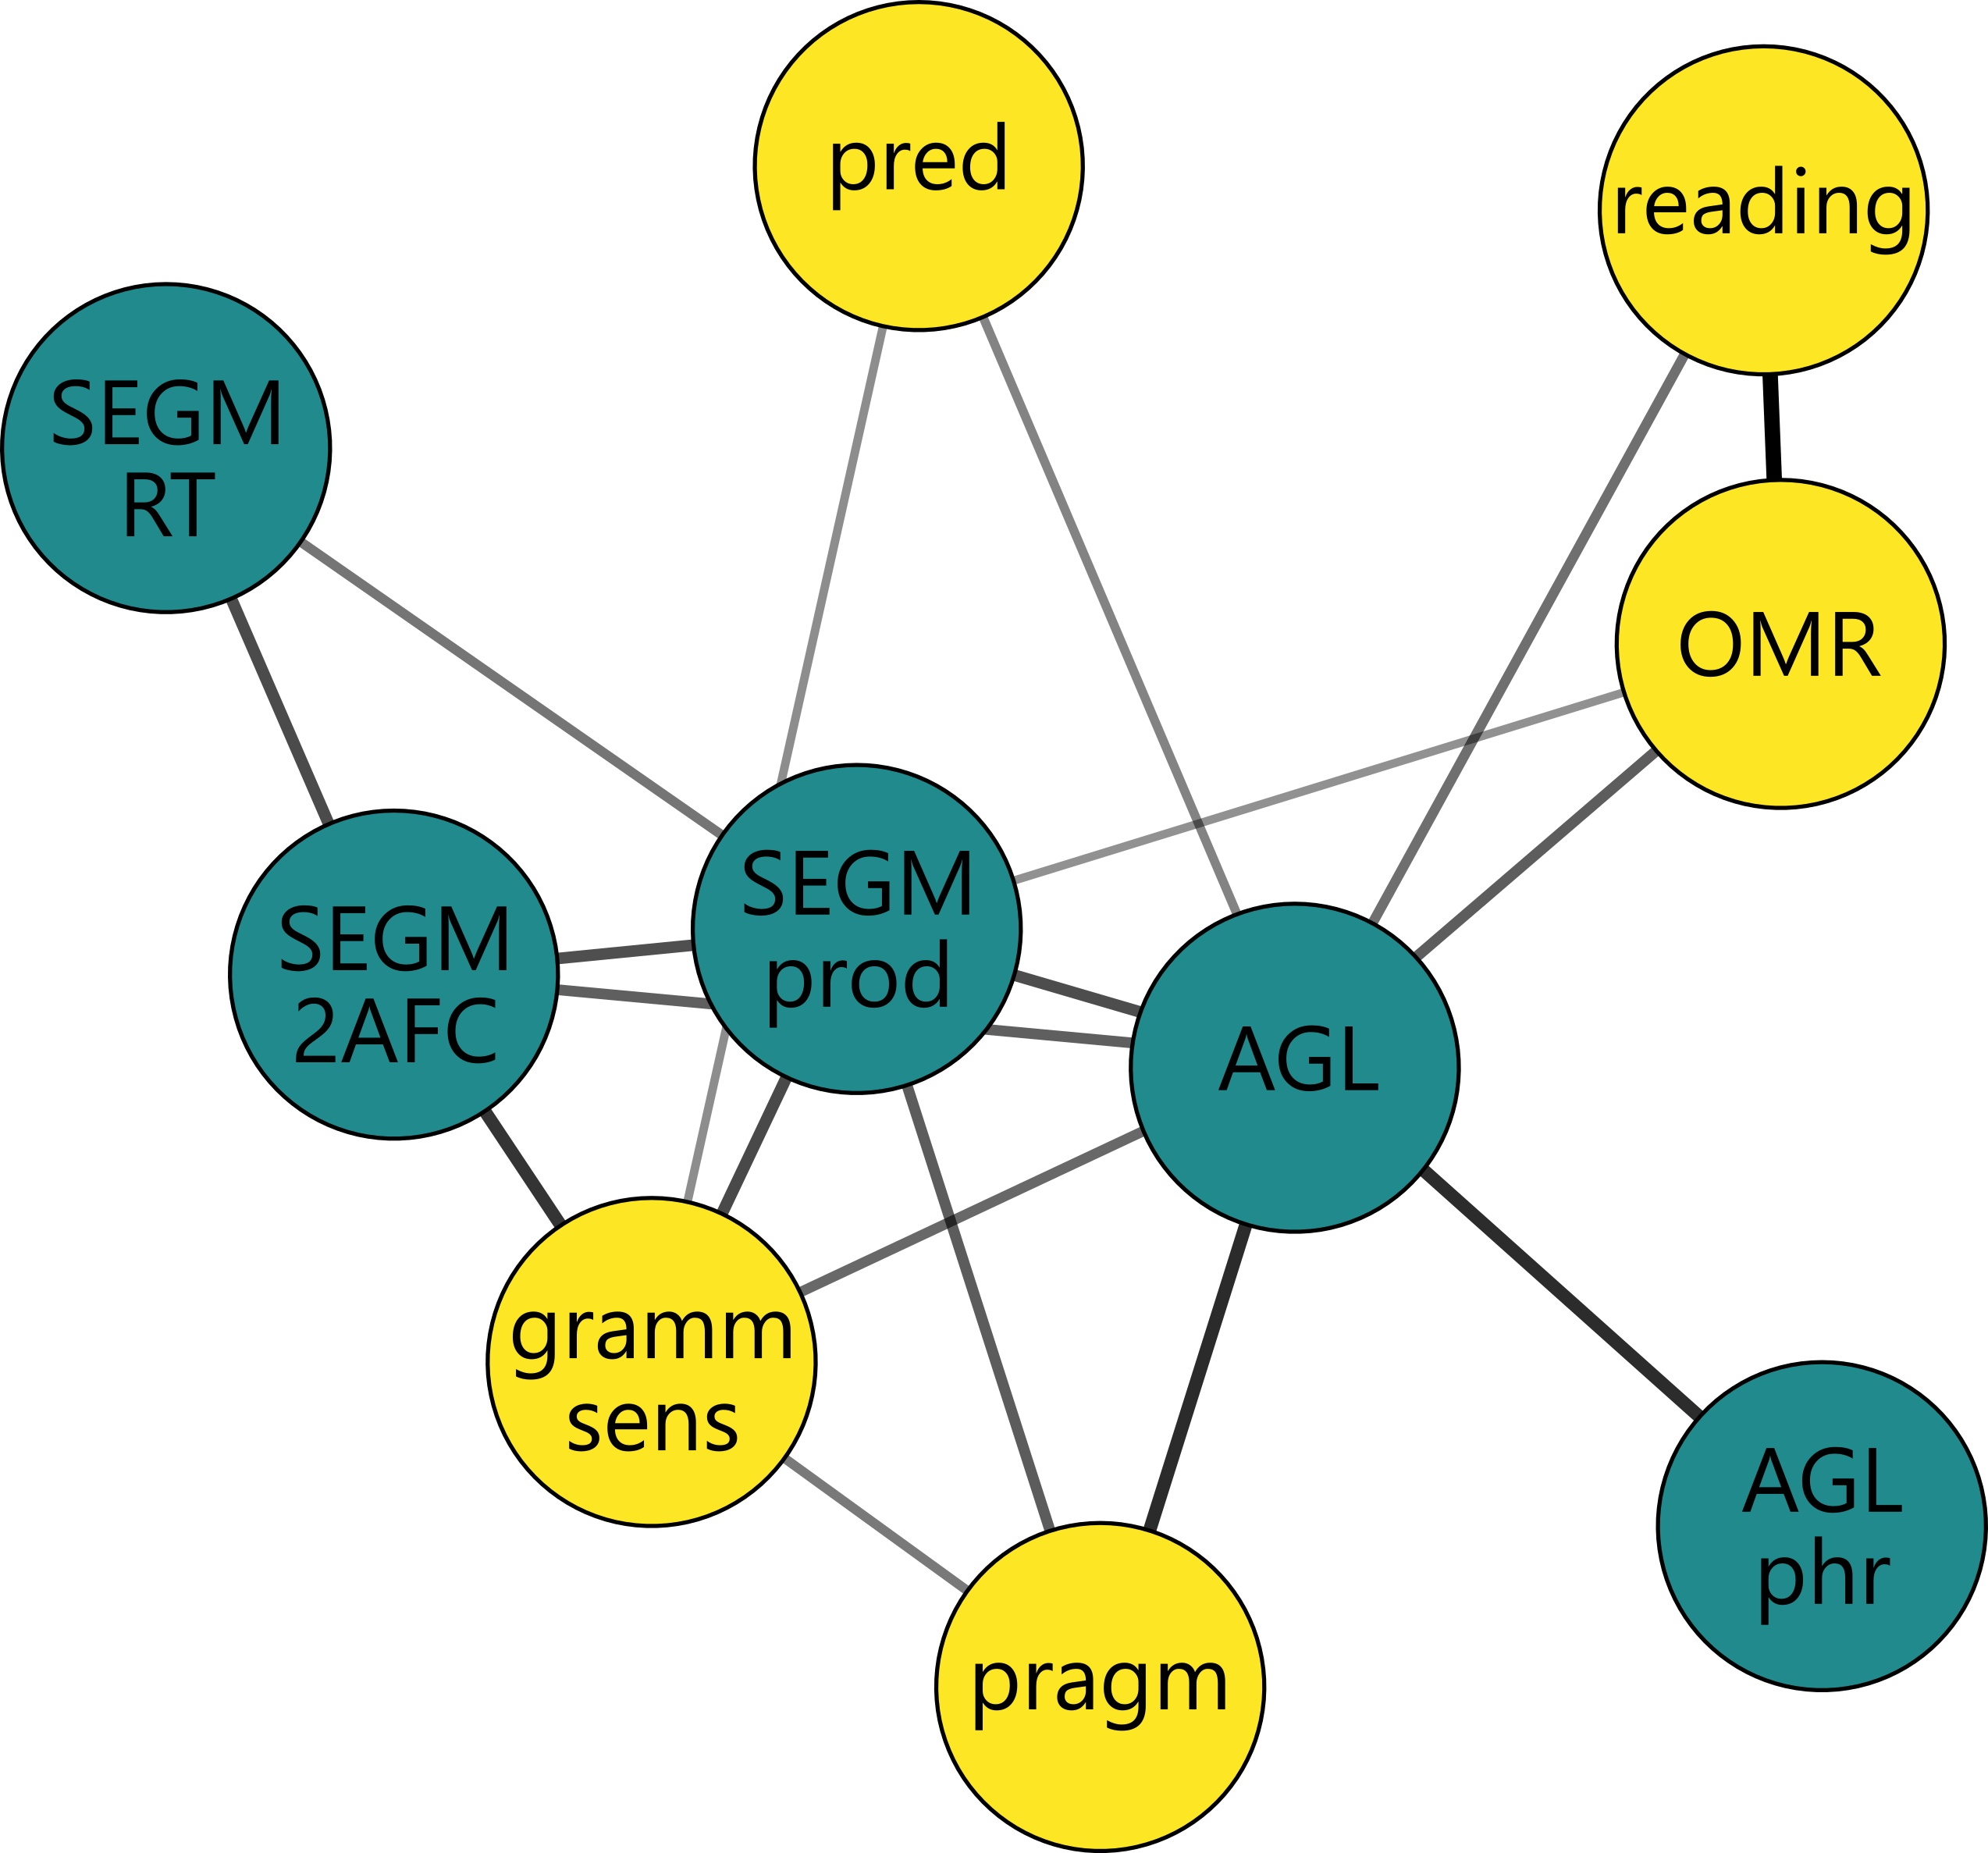 pred
reading
SEGM
RT
OMR
SEGM
prod
SEGM
2AFC
AGL
gramm
sens
AGL
phr
pragm